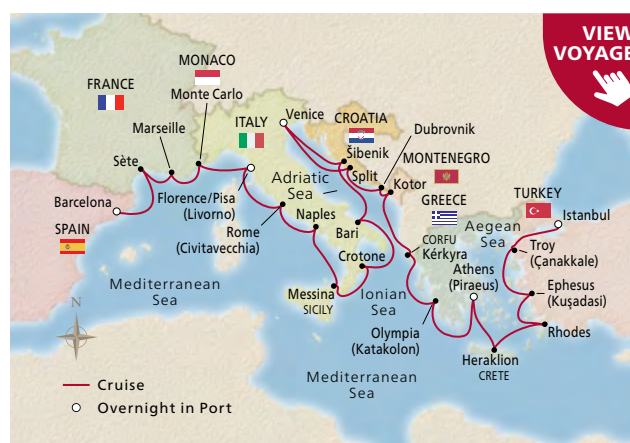 VIEW
VOYAGE
MONACO
FRANCE
Monte Carlo
Marseille
ITALY
Venice
CROATIA
Dubrovnik
Šibenik
Split
MONTENEGRO
Sète
Adriatic
Sea
Kotor
Barcelona
Florence/Pisa
(Livorno)
GREECE
TURKEY
Istanbul
SPAIN
Rome
(Civitavecchia)
Naples
Bari
Aegean
Sea
CORFU
Kérkyra
Troy
(Çanakkale)
Crotone
Athens
(Piraeus)
Mediterranean
Sea
Messina
SICILY
Ionian
Sea
Ephesus
(Kuşadasi)
N
Olympia
(Katakolon)
Rhodes
Heraklion
CRETE
Mediterranean
Sea
Cruise
Overnight in Port